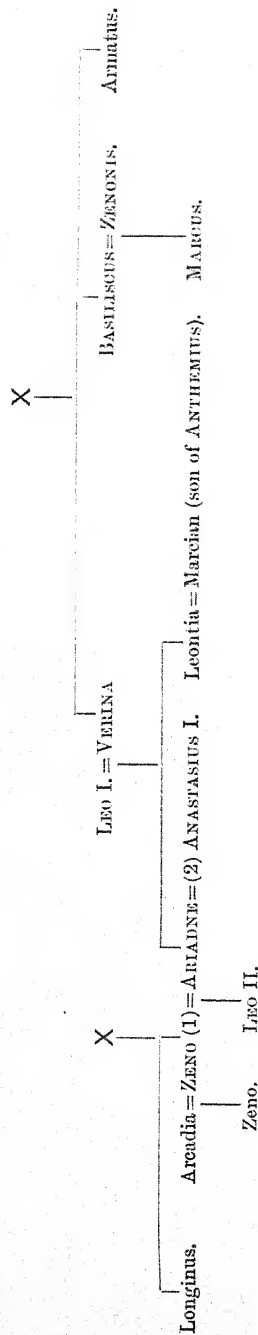 X
LEO I. = VERINA BASILISCUS = ZENONIS. Armatus.
X MARCUS.
Longinus. Arcadia = ZENO (1) = ARIADNE = (2) ANASTASIUS I. Leontia = Marcian (son of ANTHEMIUS).
Zeno. LEO II.